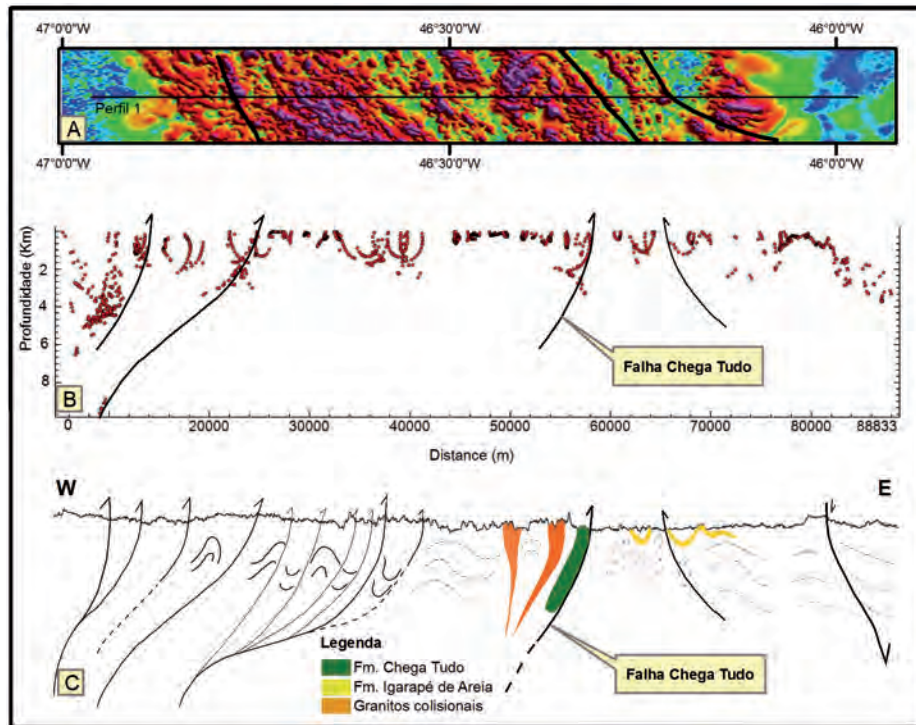 47°0'0"W
46°30'0"W
46°0'0"W
Perfil 1
A
47°0'0"W
46°30'0"W
46°0'0"W
Profundidade (Km)
2
4
6
8
Falha Chega Tudo
B
0
20000
30000
40000
50000
60000
70000
80000
88833
Distance (m)
W
E
Legenda
Fm. Chega Tudo
Fm. Igarapé de Areia
Granitos colisionais
Falha Chega Tudo
C